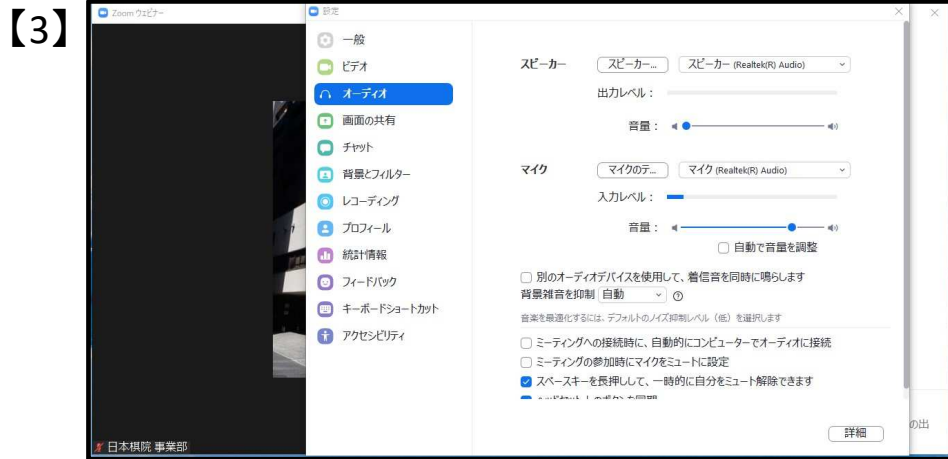 【3】
Zoom ウェビナー
設定
一般
ビデオ
オーディオ
画面の共有
チャット
背景とフィルター
レコーディング
プロフィール
統計情報
フィードバック
キーボードショートカット
アクセシビリティ
スピーカー スピーカー... スピーカー (Realtek(R) Audio)
出力レベル：
音量：
マイク マイクのテ... マイク (Realtek(R) Audio)
入力レベル：
音量：
自動で音量を調整
別のオーディオデバイスを使用して、着信音を同時に鳴らします
背景雑音を抑制 自動
音楽を最適化するには、デフォルトのノイズ抑制レベル（低）を選択します
ミーティングへの接続時に、自動的にコンピューターでオーディオに接続
ミーティングの参加時にマイクをミュートに設定
スペースキーを長押しして、一時的に自分をミュート解除できます
詳細
の出
日本棋院 事業部